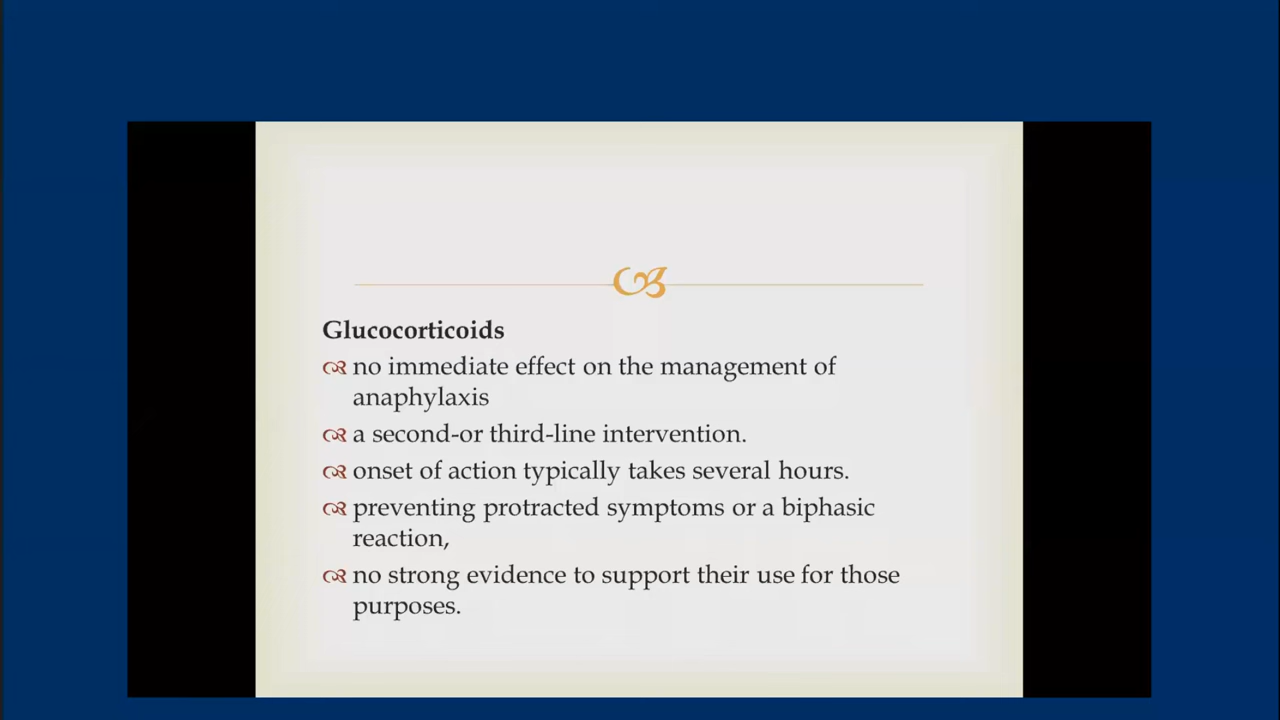 Glucocorticoids
no immediate effect on the management of
anaphylaxis
a second-or third-line intervention.
onset of action typically takes several hours.
preventing protracted symptoms or a biphasic
reaction,
no strong evidence to support their use for those
purposes.